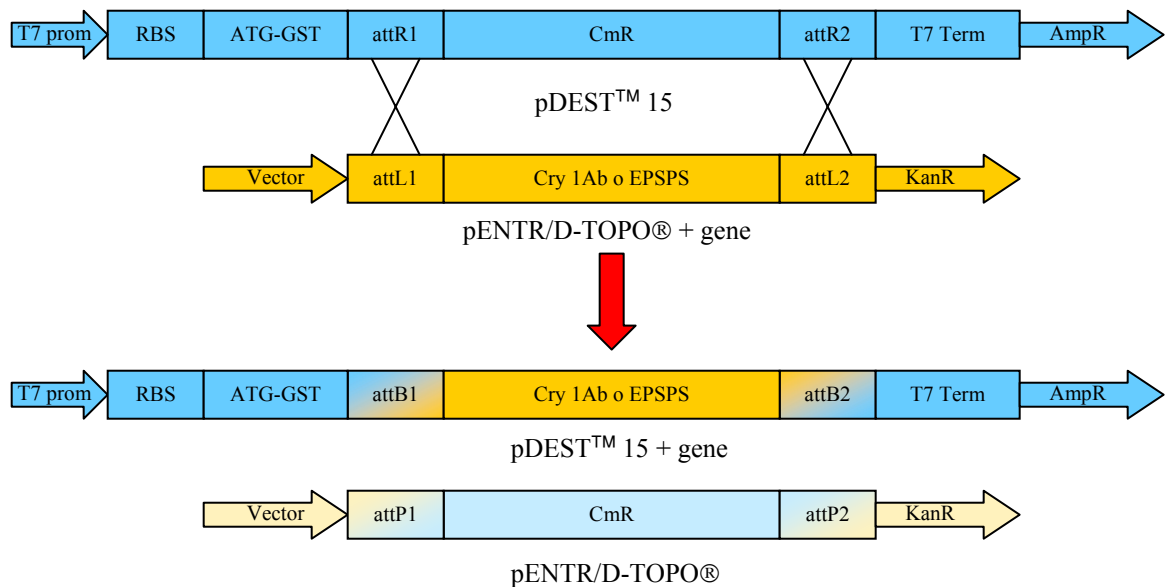 T7 prom RBS ATG-GST attR1 CmR attR2 T7 Term AmpR
pDEST™ 15
Vector attL1 Cry 1Ab o EPSPS attL2 KanR
pENTR/D-TOPO® + gene
T7 prom RBS ATG-GST attB1 Cry 1Ab o EPSPS attB2 T7 Term AmpR
pDEST™ 15 + gene
Vector attP1 CmR attP2 KanR
pENTR/D-TOPO®